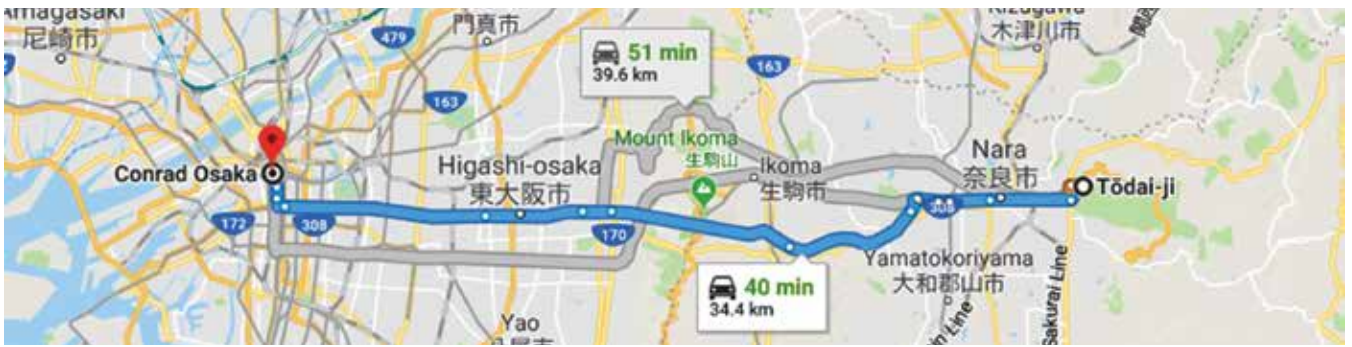 Amagasaki
尼崎市
479
門真市
163
51 min
39.6 km
163
Kizugawa
木津川市
Conrad Osaka
Higashi-osaka
東大阪市
Mount Ikoma
生駒山
Ikoma
生駒市
Nara
奈良市
Tōdai-ji
172
308
170
308
40 min
34.4 km
Yamatokoriyama
大和郡山市
Yao
Line
Sakurai Line